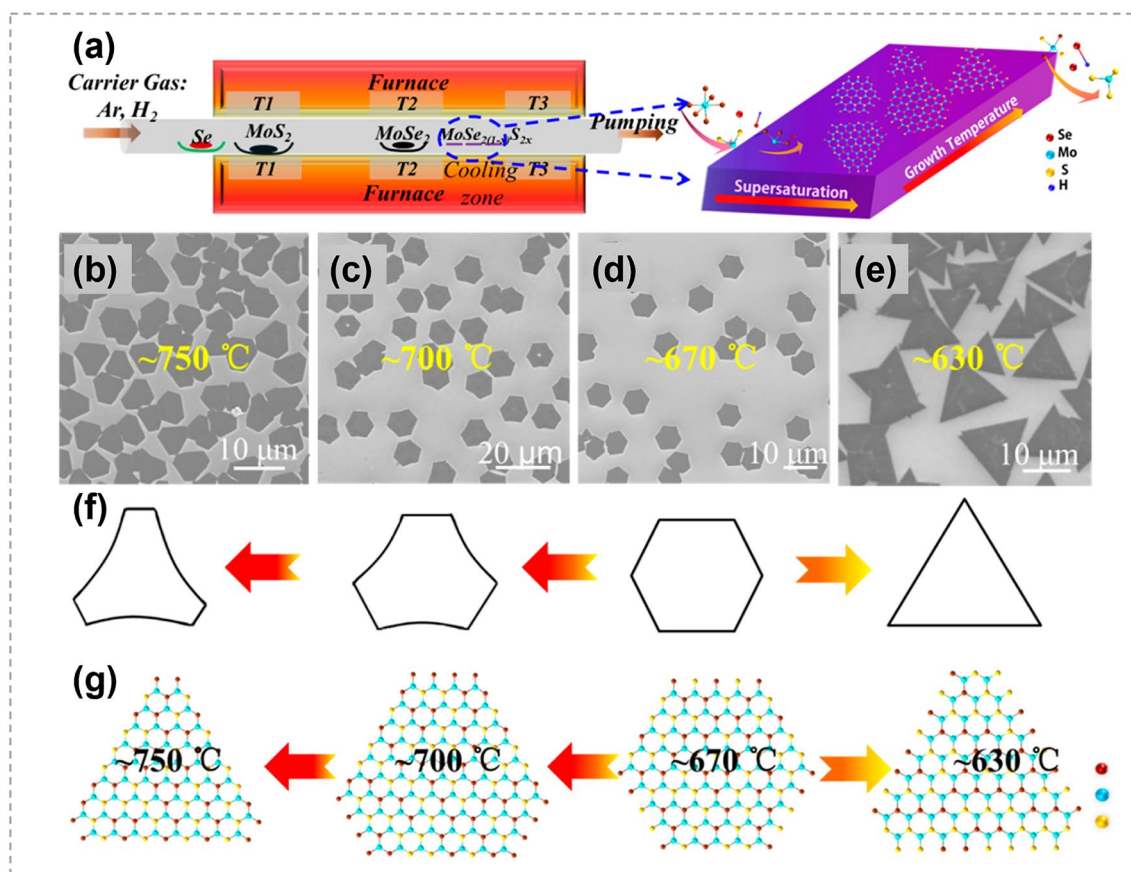 (a)
Carrier Gas:
Ar, H2
Furnace
T1 T2 T3
Se MoS2 MoSe2 MoSe2(1-x)S2x
Pumping
T1 T2 Cooling T3
Furnace zone
Supersaturation
Growth Temperature
Se
Mo
S
H
(b) (c) (d) (e)
~750 ℃ ~700 ℃ ~670 ℃ ~630 ℃
10 μm 20 μm 10 μm 10 μm
(f)
(g)
~750 ℃ ~700 ℃ ~670 ℃ ~630 ℃